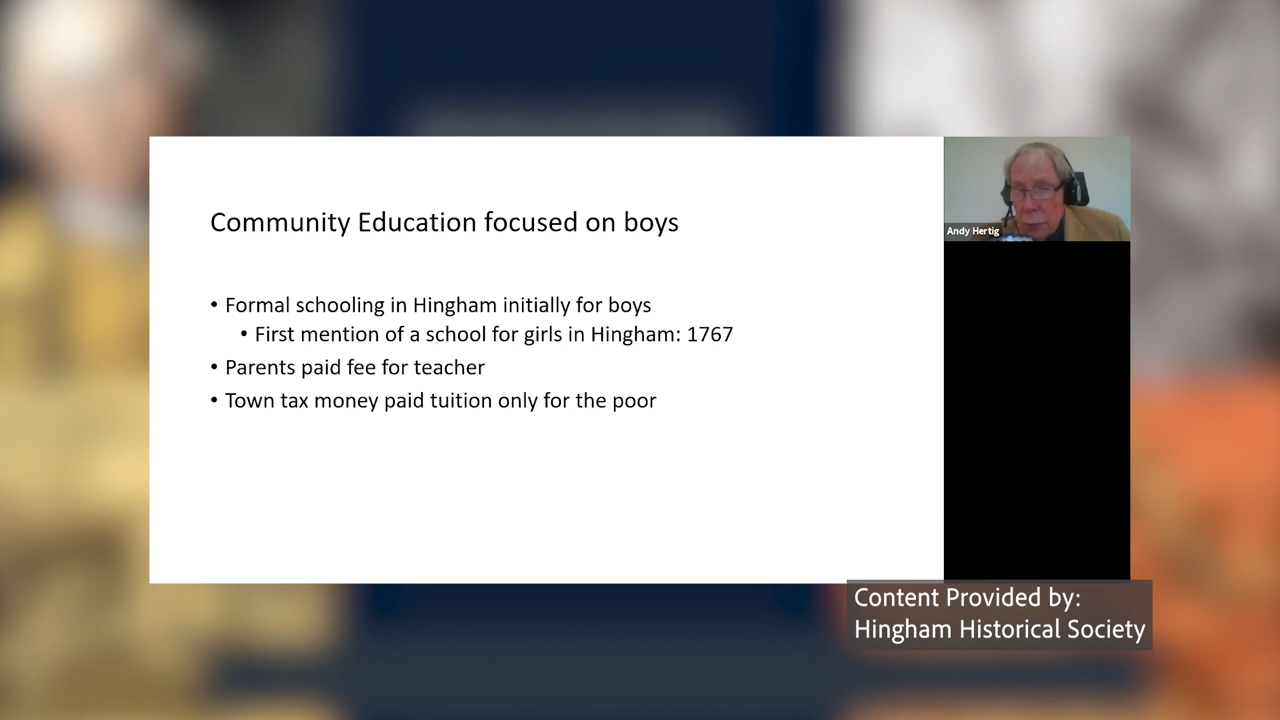 Community Education focused on boys
• Formal schooling in Hingham initially for boys
• First mention of a school for girls in Hingham: 1767
• Parents paid fee for teacher
• Town tax money paid tuition only for the poor
Andy Hertig
Content Provided by:
Hingham Historical Society